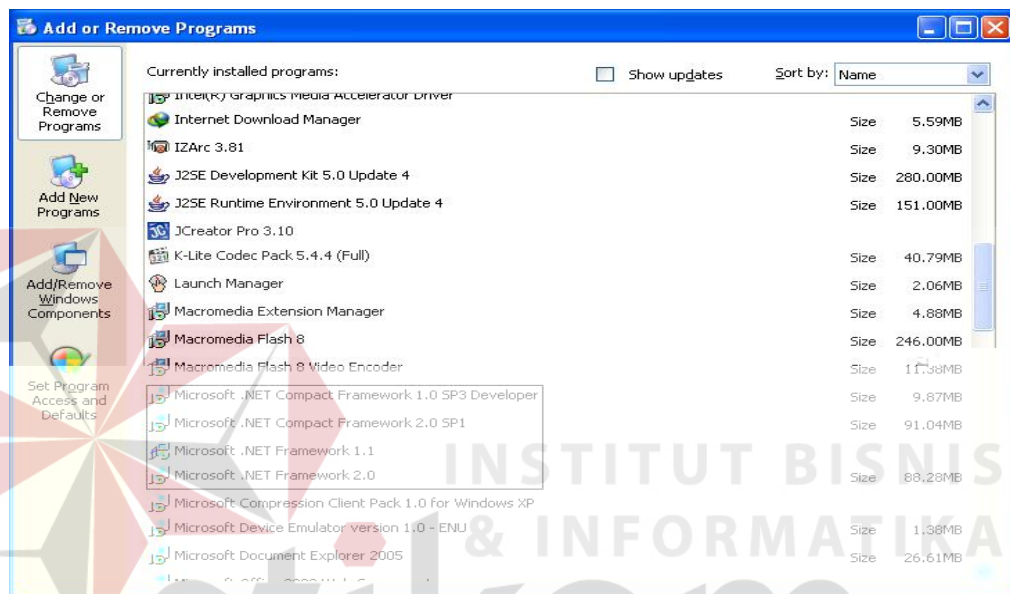 Add or Remove Programs
Change or
Remove
Programs
Add New
Programs
Add/Remove
Windows
Components
Set Program
Access and
Defaults
Currently installed programs:
Show updates
Sort by: Name
Intel(R) Graphics Media Accelerator Driver
Internet Download Manager Size 5.59MB
IZArc 3.81 Size 9.30MB
J2SE Development Kit 5.0 Update 4 Size 280.00MB
J2SE Runtime Environment 5.0 Update 4 Size 151.00MB
JCreator Pro 3.10
K-Lite Codec Pack 5.4.4 (Full) Size 40.79MB
Launch Manager Size 2.06MB
Macromedia Extension Manager Size 4.88MB
Macromedia Flash 8 Size 246.00MB
Macromedia Flash 8 Video Encoder Size 11.38MB
Microsoft .NET Compact Framework 1.0 SP3 Developer Size 9.87MB
Microsoft .NET Compact Framework 2.0 SP1 Size 91.04MB
Microsoft .NET Framework 1.1
Microsoft .NET Framework 2.0 Size 88.28MB
Microsoft Compression Client Pack 1.0 for Windows XP
Microsoft Device Emulator version 1.0 - ENU Size 1.38MB
Microsoft Document Explorer 2005 Size 26.61MB
INSTITUT BISNIS
& INFORMATIKA